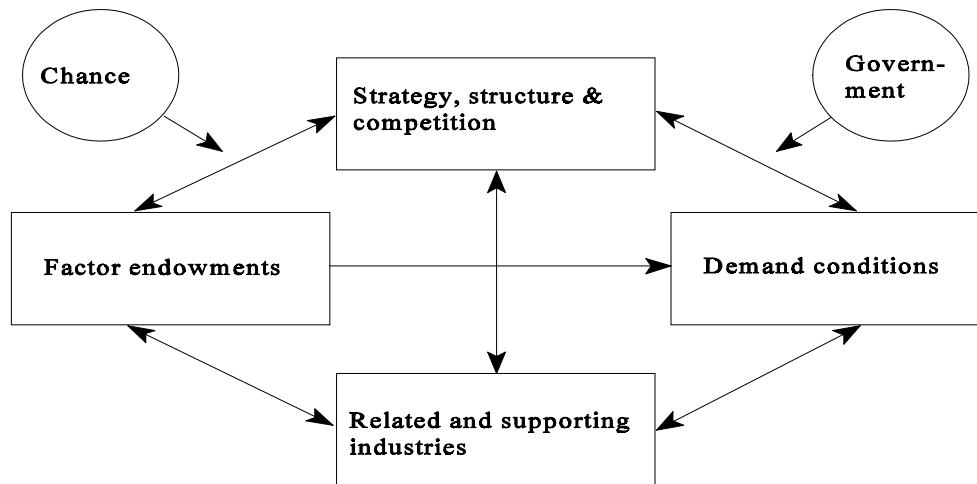 Chance
Govern-
ment
Strategy, structure &
competition
Factor endowments
Demand conditions
Related and supporting
industries